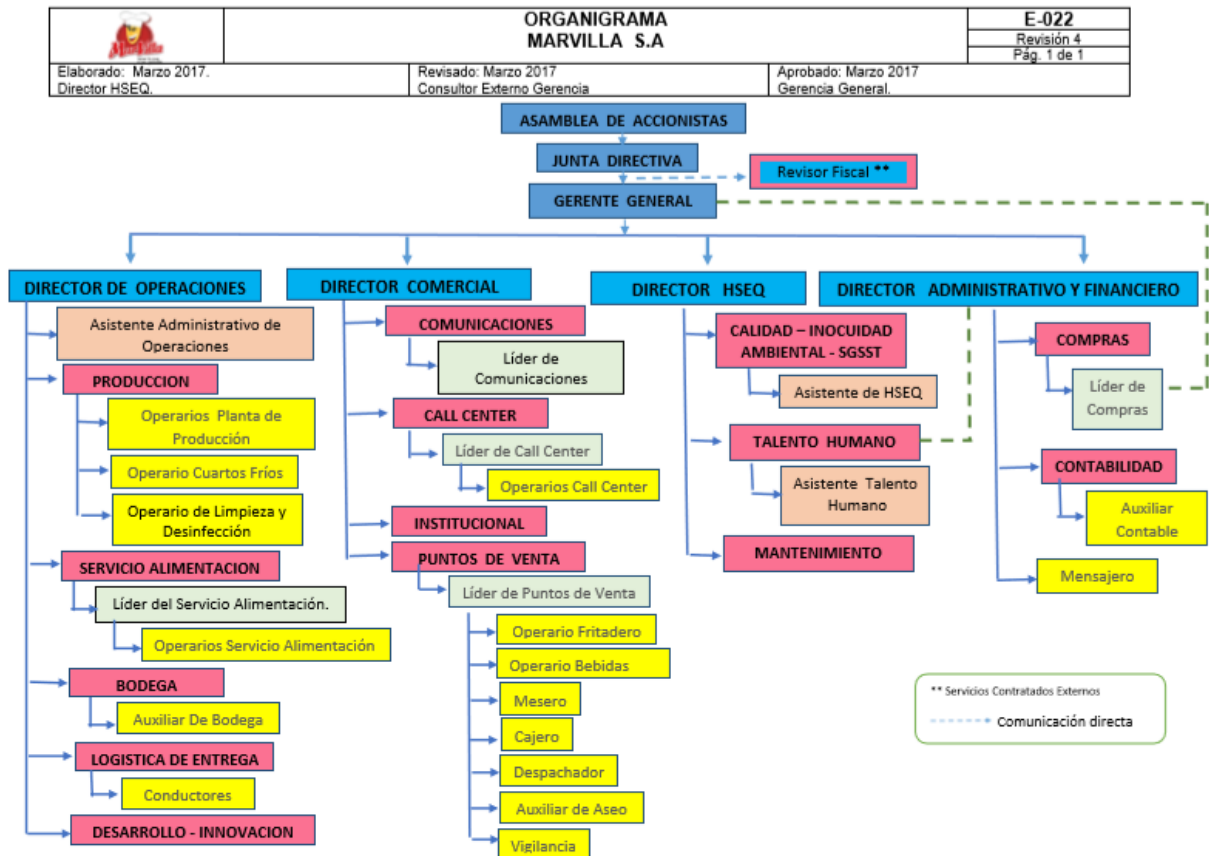 MarVilla
ORGANIGRAMA
MARVILLA S.A
E-022
Revisión 4
Pág. 1 de 1
Elaborado: Marzo 2017.
Director HSEQ.
Revisado: Marzo 2017
Consultor Externo Gerencia
Aprobado: Marzo 2017
Gerencia General.
ASAMBLEA DE ACCIONISTAS
JUNTA DIRECTIVA
Revisor Fiscal **
GERENTE GENERAL
DIRECTOR DE OPERACIONES
Asistente Administrativo de
Operaciones
PRODUCCION
Operarios Planta de
Producción
Operario Cuartos Fríos
Operario de Limpieza y
Desinfección
SERVICIO ALIMENTACION
Líder del Servicio Alimentación.
Operarios Servicio Alimentación
BODEGA
Auxiliar De Bodega
LOGISTICA DE ENTREGA
Conductores
DESARROLLO - INNOVACION
DIRECTOR COMERCIAL
COMUNICACIONES
Líder de
Comunicaciones
CALL CENTER
Líder de Call Center
Operarios Call Center
INSTITUCIONAL
PUNTOS DE VENTA
Líder de Puntos de Venta
Operario Fritadero
Operario Bebidas
Mesero
Cajero
Despachador
Auxiliar de Aseo
Vigilancia
DIRECTOR HSEQ
CALIDAD – INOCUIDAD
AMBIENTAL - SGSST
Asistente de HSEQ
TALENTO HUMANO
Asistente Talento
Humano
MANTENIMIENTO
DIRECTOR ADMINISTRATIVO Y FINANCIERO
COMPRAS
Líder de
Compras
CONTABILIDAD
Auxiliar
Contable
Mensajero
** Servicios Contratados Externos
Comunicación directa